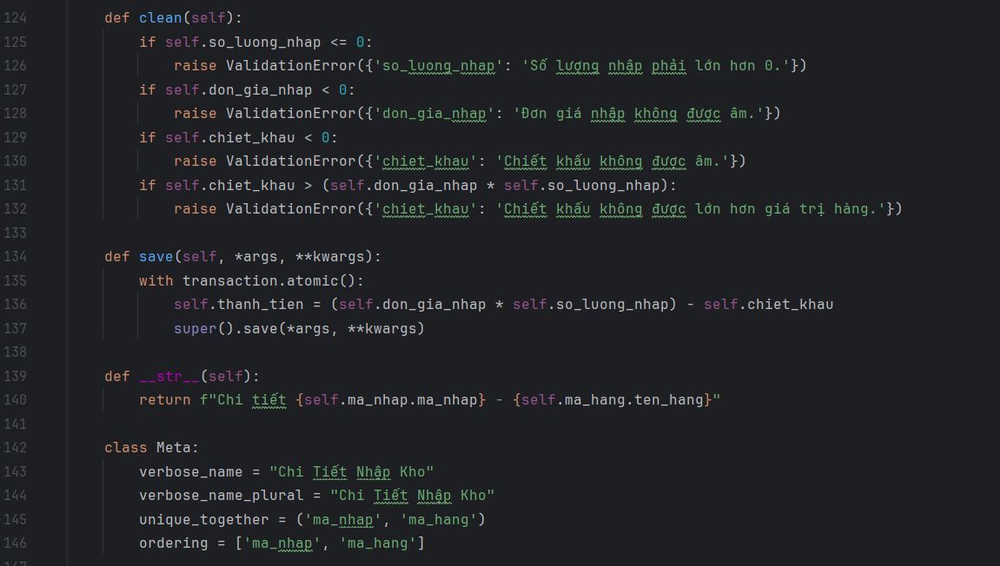 124 def clean(self):
125 if self.so_luong_nhap <= 0:
126 raise ValidationError({'so_luong_nhap': 'Số lượng nhập phải lớn hơn 0.'})
127 if self.don_gia_nhap < 0:
128 raise ValidationError({'don_gia_nhap': 'Đơn giá nhập không được âm.'})
129 if self.chiet_khau < 0:
130 raise ValidationError({'chiet_khau': 'Chiết khấu không được âm.'})
131 if self.chiet_khau > (self.don_gia_nhap * self.so_luong_nhap):
132 raise ValidationError({'chiet_khau': 'Chiết khấu không được lớn hơn giá trị hàng.'})
133
134 def save(self, *args, **kwargs):
135 with transaction.atomic():
136 self.thanh_tien = (self.don_gia_nhap * self.so_luong_nhap) - self.chiet_khau
137 super().save(*args, **kwargs)
138
139 def __str__(self):
140 return f"Chi tiết {self.ma_nhap.ma_nhap} - {self.ma_hang.ten_hang}"
141
142 class Meta:
143 verbose_name = "Chi Tiết Nhập Kho"
144 verbose_name_plural = "Chi Tiết Nhập Kho"
145 unique_together = ('ma_nhap', 'ma_hang')
146 ordering = ['ma_nhap', 'ma_hang']
147